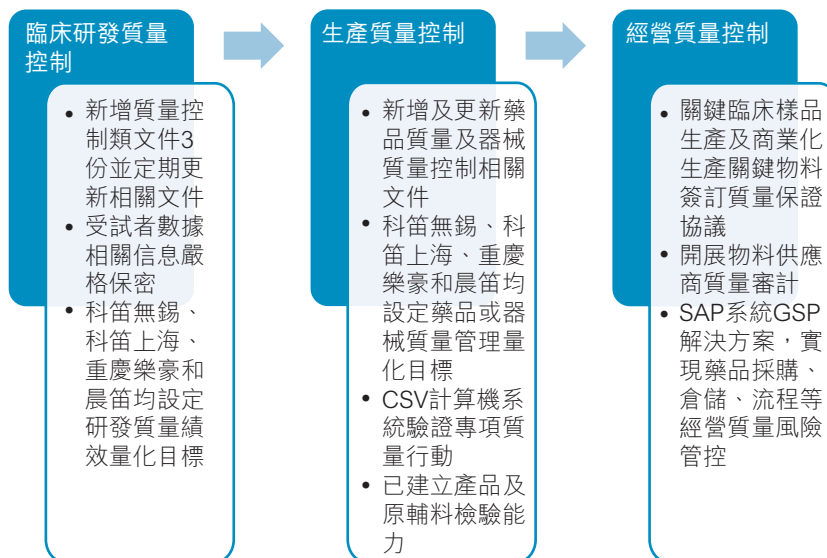 臨床研發質量
控制
• 新增質量控
制類文件3
份並定期更
新相關文件
• 受試者數據
相關信息嚴
格保密
• 科笛無錫、
科笛上海、
重慶樂豪和
晨笛均設定
研發質量績
效量化目標
生產質量控制
• 新增及更新藥
品質量及器械
質量控制相關
文件
• 科笛無錫、科
笛上海、重慶
樂豪和晨笛均
設定藥品或器
械質量管理量
化目標
• CSV計算機系
統驗證專項質
量行動
• 已建立產品及
原輔料檢驗能
力
經營質量控制
• 關鍵臨床樣品
生產及商業化
生產關鍵物料
簽訂質量保證
協議
• 開展物料供應
商質量審計
• SAP系統GSP
解決方案，實
現藥品採購、
倉儲、流程等
經營質量風險
管控